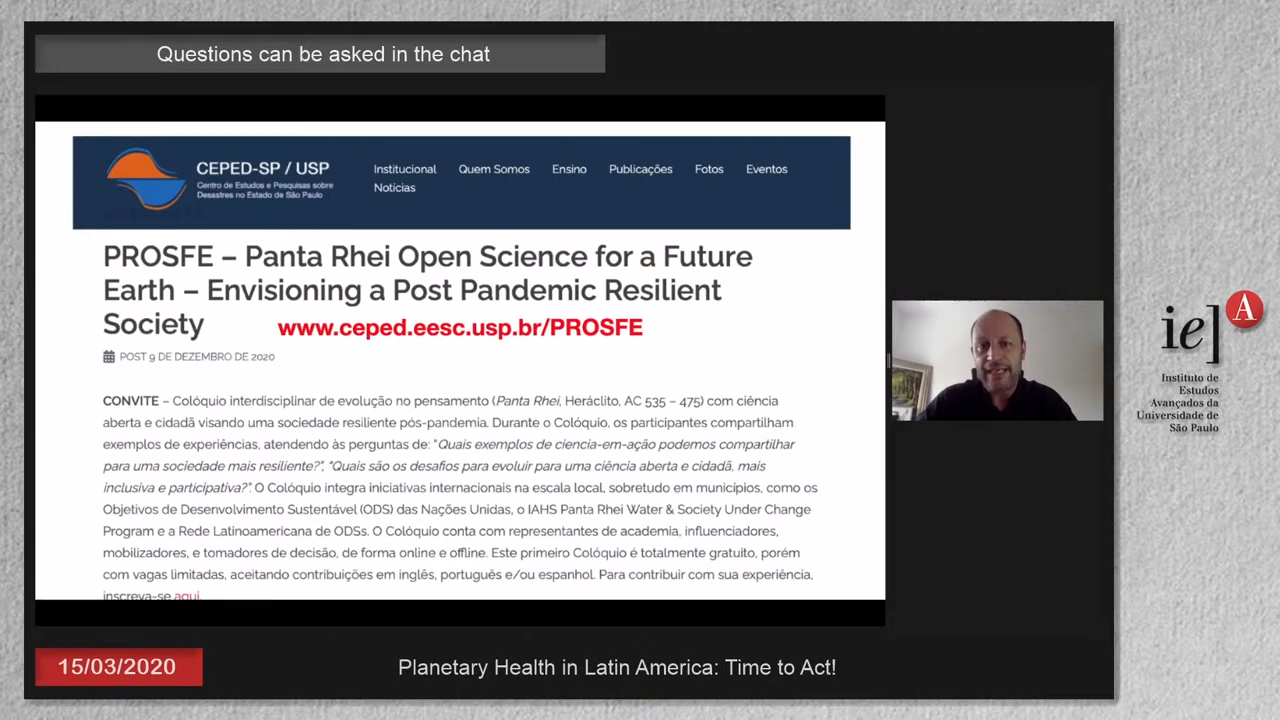 Questions can be asked in the chat
CEPED-SP / USP
Centro de Estudos e Pesquisas sobre
Desastres no Estado de São Paulo
Institucional Quem Somos Ensino Publicações Fotos Eventos
Notícias
PROSFE – Panta Rhei Open Science for a Future
Earth – Envisioning a Post Pandemic Resilient
Society
www.ceped.eesc.usp.br/PROSFE
POST 9 DE DEZEMBRO DE 2020
CONVITE – Colóquio interdisciplinar de evolução no pensamento (Panta Rhei, Heráclito, AC 535 – 475) com ciência
aberta e cidadã visando uma sociedade resiliente pós-pandemia. Durante o Colóquio, os participantes compartilham
exemplos de experiências, atendendo às perguntas de: "Quais exemplos de ciencia-em-ação podemos compartilhar
para uma sociedade mais resiliente?", "Quais são os desafios para evoluir para uma ciência aberta e cidadã, mais
inclusiva e participativa?". O Colóquio integra iniciativas internacionais na escala local, sobretudo em municípios, como os
Objetivos de Desenvolvimento Sustentável (ODS) das Nações Unidas, o IAHS Panta Rhei Water & Society Under Change
Program e a Rede Latinoamericana de ODSs. O Colóquio conta com representantes de academia, influenciadores,
mobilizadores, e tomadores de decisão, de forma online e offline. Este primeiro Colóquio é totalmente gratuito, porém
com vagas limitadas, aceitando contribuições em inglês, português e/ou espanhol. Para contribuir com sua experiência,
inscreva-se aqui.
ie] A
Instituto de
Estudos
Avançados da
Universidade de
São Paulo
15/03/2020
Planetary Health in Latin America: Time to Act!